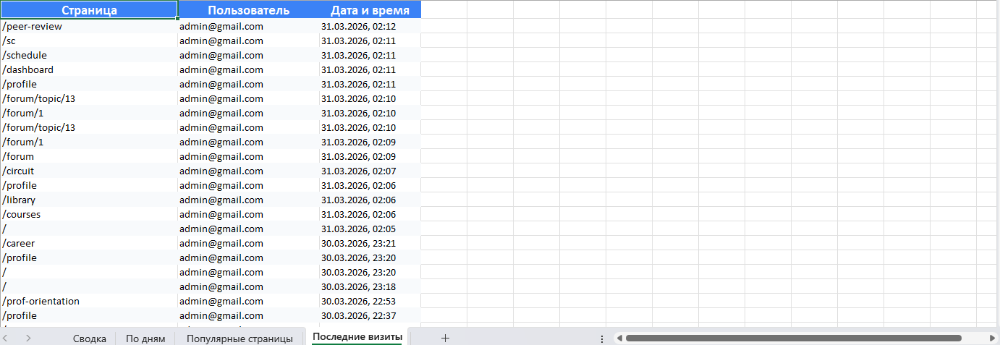 Страница Пользователь Дата и время
/peer-review admin@gmail.com 31.03.2026, 02:12
/sc admin@gmail.com 31.03.2026, 02:11
/schedule admin@gmail.com 31.03.2026, 02:11
/dashboard admin@gmail.com 31.03.2026, 02:11
/profile admin@gmail.com 31.03.2026, 02:11
/forum/topic/13 admin@gmail.com 31.03.2026, 02:10
/forum/1 admin@gmail.com 31.03.2026, 02:10
/forum/topic/13 admin@gmail.com 31.03.2026, 02:10
/forum/1 admin@gmail.com 31.03.2026, 02:09
/forum admin@gmail.com 31.03.2026, 02:09
/circuit admin@gmail.com 31.03.2026, 02:07
/profile admin@gmail.com 31.03.2026, 02:06
/library admin@gmail.com 31.03.2026, 02:06
/courses admin@gmail.com 31.03.2026, 02:06
/ admin@gmail.com 31.03.2026, 02:05
/career admin@gmail.com 30.03.2026, 23:21
/profile admin@gmail.com 30.03.2026, 23:20
/ admin@gmail.com 30.03.2026, 23:20
/ admin@gmail.com 30.03.2026, 23:18
/prof-orientation admin@gmail.com 30.03.2026, 22:53
/profile admin@gmail.com 30.03.2026, 22:37
Сводка По дням Популярные страницы Последние визиты